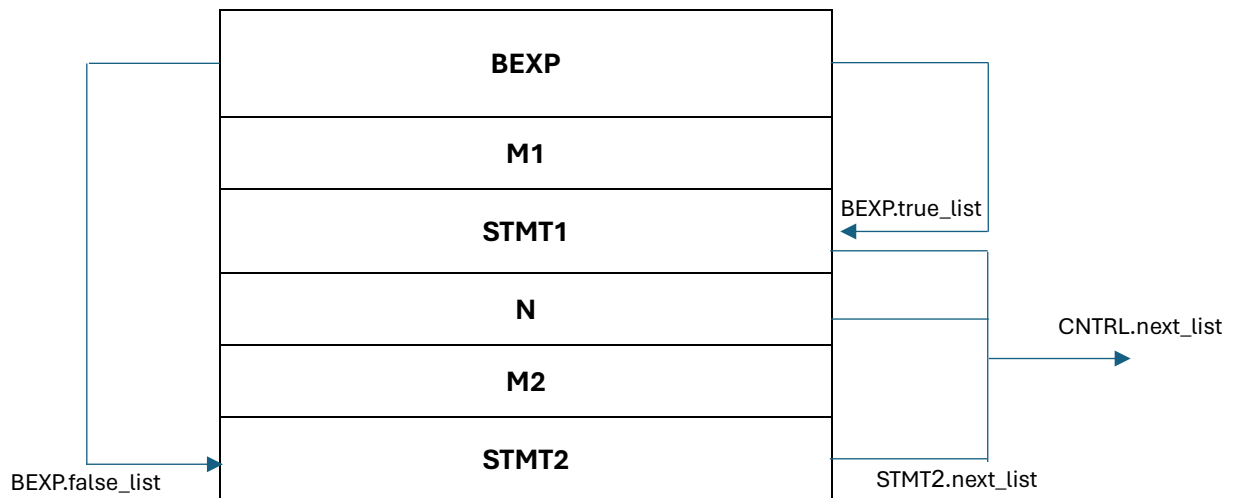 BEXP
M1
BEXP.true_list
STMT1
N
CNTRL.next_list
M2
STMT2
BEXP.false_list
STMT2.next_list